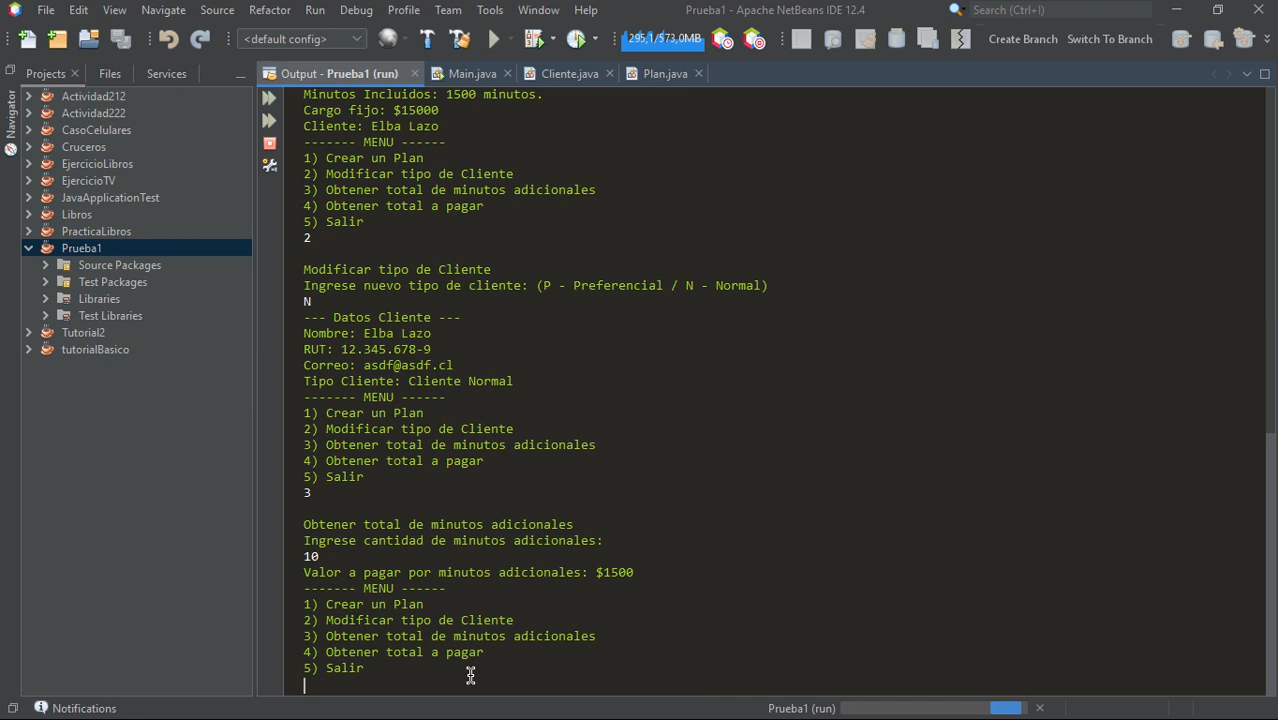 File Edit View Navigate Source Refactor Run Debug Profile Team Tools Window Help Prueba1 - Apache NetBeans IDE 12.4 Search (Ctrl+I)
<default config> 295,1/573,0MB Create Branch Switch To Branch
Projects Files Services Output - Prueba1 (run) Main.java Cliente.java Plan.java
Navigator
Actividad212
Actividad222
CasoCelulares
Cruceros
EjercicioLibros
EjercicioTV
JavaApplicationTest
Libros
PracticaLibros
Prueba1
Source Packages
Test Packages
Libraries
Test Libraries
Tutorial2
tutorialBasico
Minutos Incluidos: 1500 minutos.
Cargo fijo: $15000
Cliente: Elba Lazo
------- MENU ------
1) Crear un Plan
2) Modificar tipo de Cliente
3) Obtener total de minutos adicionales
4) Obtener total a pagar
5) Salir
2
Modificar tipo de Cliente
Ingrese nuevo tipo de cliente: (P - Preferencial / N - Normal)
N
--- Datos Cliente ---
Nombre: Elba Lazo
RUT: 12.345.678-9
Correo: asdf@asdf.cl
Tipo Cliente: Cliente Normal
------- MENU ------
1) Crear un Plan
2) Modificar tipo de Cliente
3) Obtener total de minutos adicionales
4) Obtener total a pagar
5) Salir
3
Obtener total de minutos adicionales
Ingrese cantidad de minutos adicionales:
10
Valor a pagar por minutos adicionales: $1500
------- MENU ------
1) Crear un Plan
2) Modificar tipo de Cliente
3) Obtener total de minutos adicionales
4) Obtener total a pagar
5) Salir
Notifications Prueba1 (run)